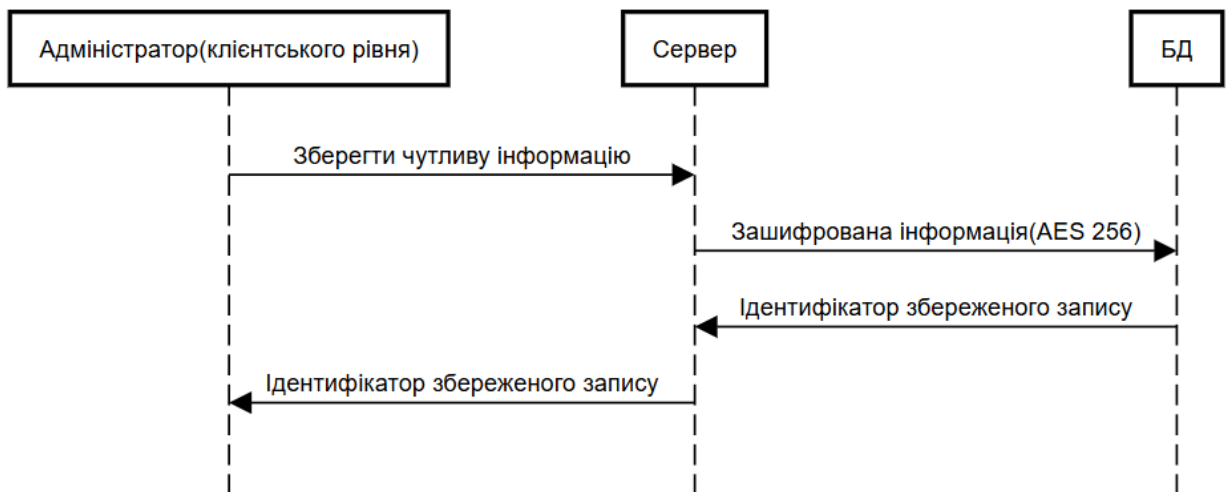 Адміністратор(клієнтського рівня)
Сервер
БД
Зберегти чутливу інформацію
Зашифрована інформація(AES 256)
Ідентифікатор збереженого запису
Ідентифікатор збереженого запису